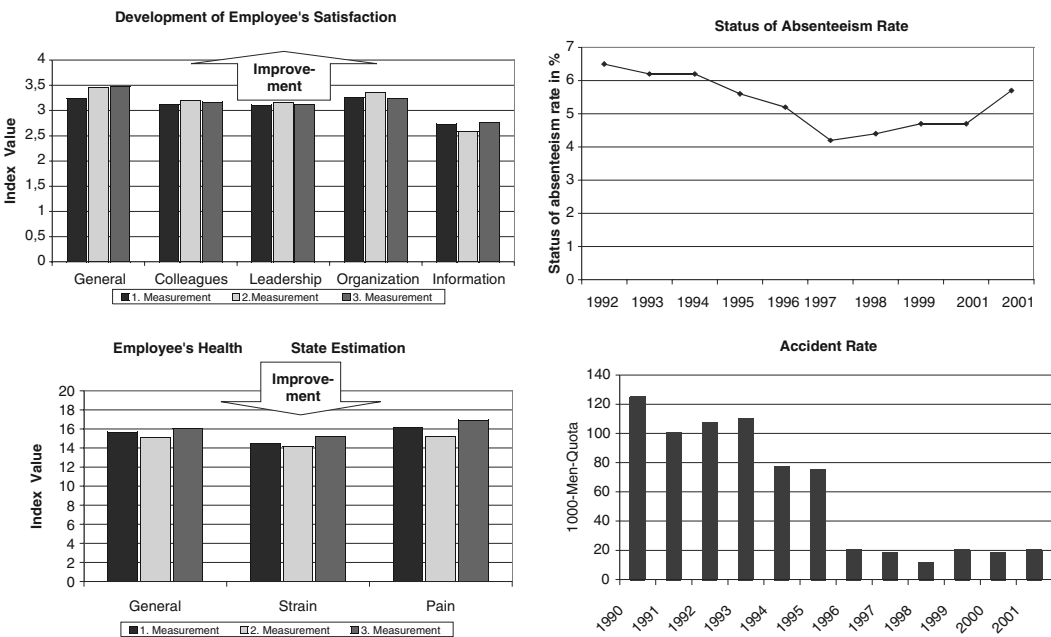 Development of Employee's Satisfaction
Improve-
ment
Index Value
4
3,5
3
2,5
2
1,5
1
0,5
0
General Colleagues Leadership Organization Information
1. Measurement 2.Measurement 3. Measurement
Status of Absenteeism Rate
Status of absenteeism rate in %
7
6
5
4
3
2
1
0
1992 1993 1994 1995 1996 1997 1998 1999 2001 2001
Employee's Health State Estimation
Improve-
ment
Index Value
20
18
16
14
12
10
8
6
4
2
0
General Strain Pain
1. Measurement 2. Measurement 3. Measurement
Accident Rate
1000-Men-Quota
140
120
100
80
60
40
20
0
1990 1991 1992 1993 1994 1995 1996 1997 1998 1999 2000 2001